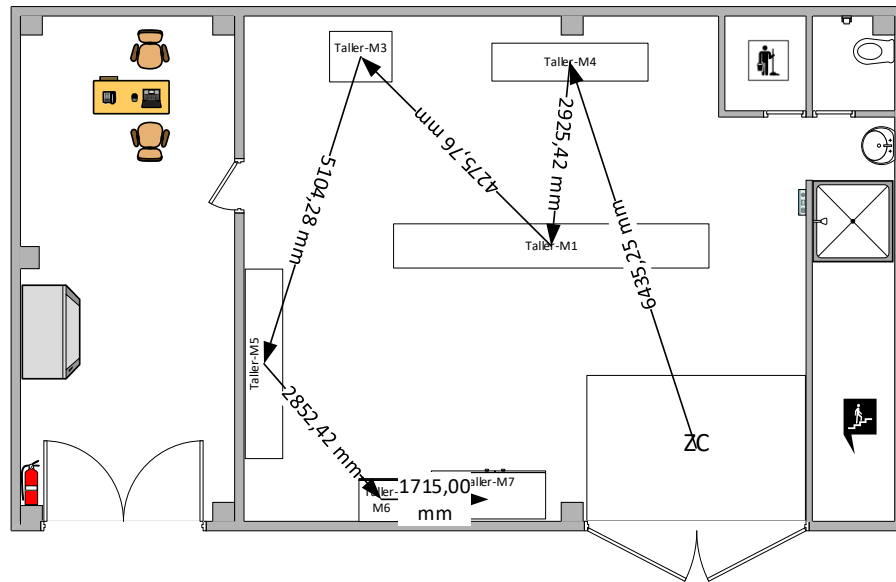 Taller-M3
Taller-M4
2925,42 mm
4275,76 mm
5104,28 mm
Taller-M1
6435,25 mm
Taller-M5
2852,42 mm
ZC
Taller-
M6
1715,00
mm
Taller-M7